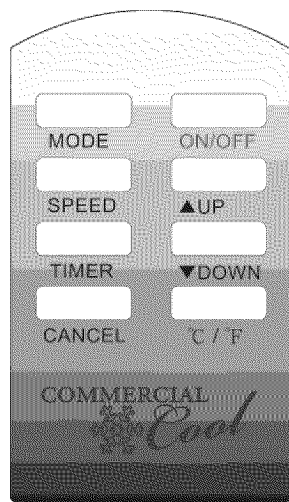 MODE ON/OFF
SPEED ▲UP
TIMER ▼DOWN
CANCEL ℃ / ℉
COMMERCIAL
Cool